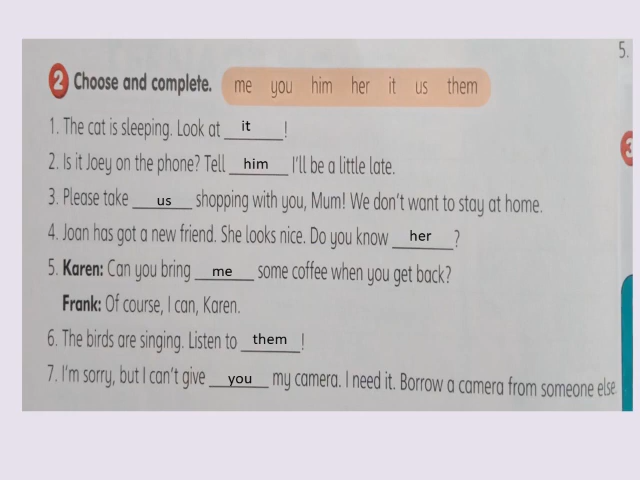 5.
2 Choose and complete. me you him her it us them
1. The cat is sleeping. Look at it !
2. Is it Joey on the phone? Tell him I'll be a little late.
3. Please take us shopping with you, Mum! We don't want to stay at home.
3
4. Joan has got a new friend. She looks nice. Do you know her ?
5. Karen: Can you bring me some coffee when you get back?
Frank: Of course, I can, Karen.
6. The birds are singing. Listen to them !
7. I'm sorry, but I can't give you my camera. I need it. Borrow a camera from someone else